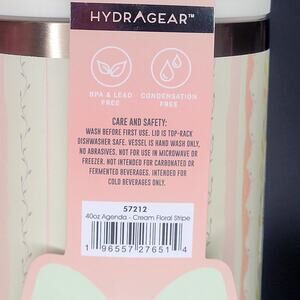 HYDRAGEAR™
BPA & LEAD
FREE
CONDENSATION
FREE
CARE AND SAFETY:
WASH BEFORE FIRST USE. LID IS TOP-RACK
DISHWASHER SAFE. VESSEL IS HAND WASH ONLY,
NO ABRASIVES. NOT FOR USE IN MICROWAVE OR
FREEZER. NOT INTENDED FOR CARBONATED OR
FERMENTED BEVERAGES. INTENDED FOR
COLD BEVERAGES ONLY.
57212
40oz Agenda - Cream Floral Stripe
1 96557 27651 4